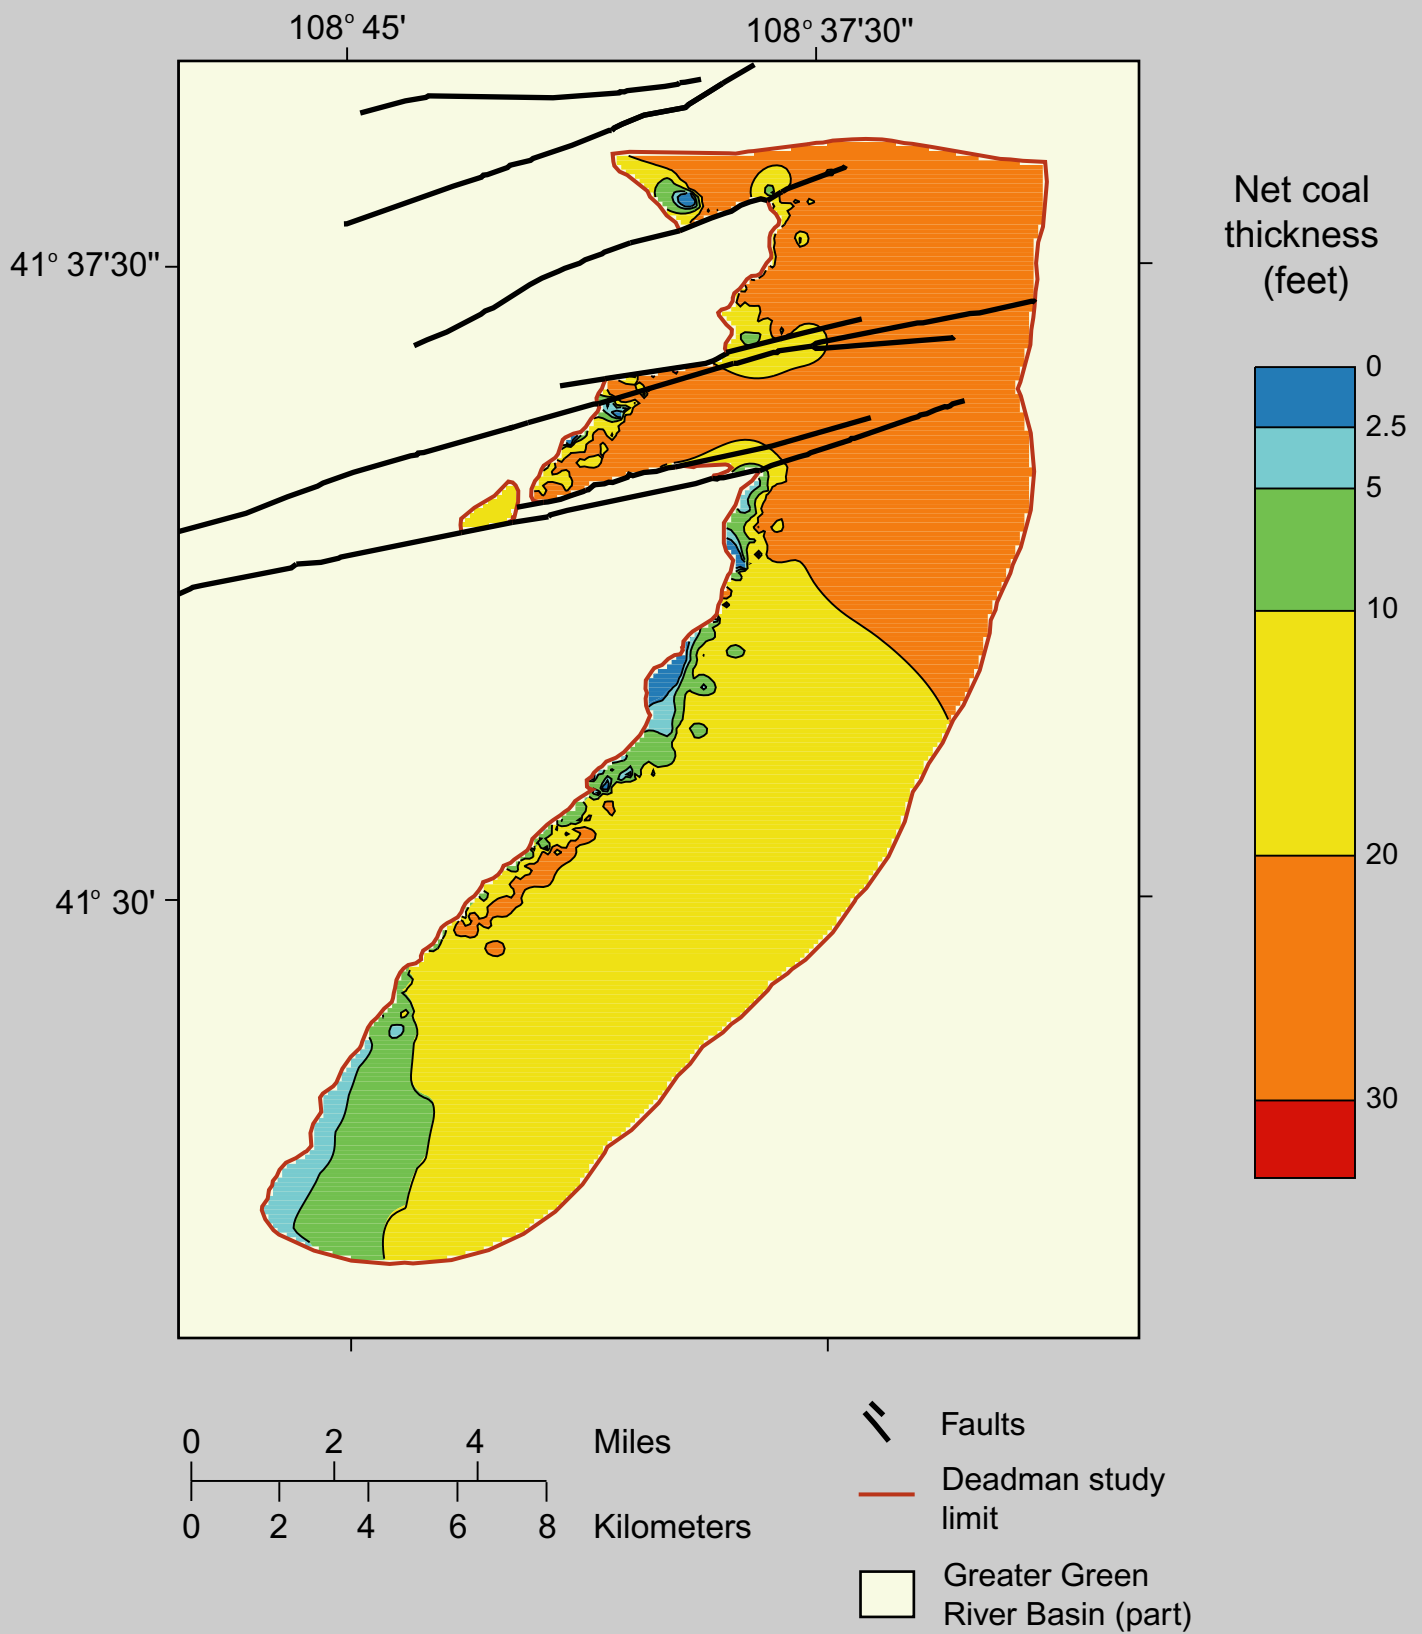 108° 45'
108° 37'30"
41° 37'30"
41° 30'
Net coal
thickness
(feet)
0
2.5
5
10
20
30
0 2 4 Miles
0 2 4 6 8 Kilometers
Faults
Deadman study
limit
Greater Green
River Basin (part)